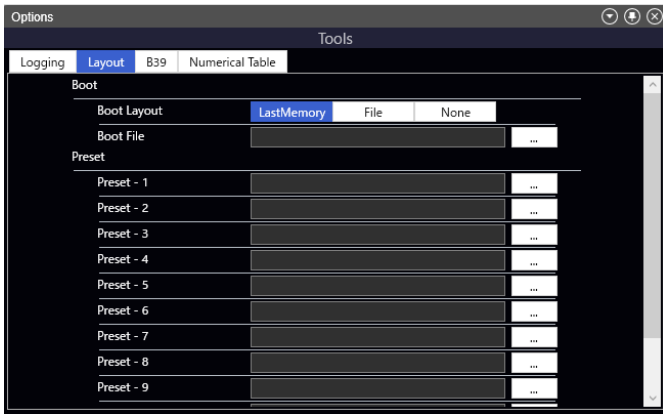 Options
Tools
Logging Layout B39 Numerical Table
Boot
Boot Layout LastMemory File None
Boot File ...
Preset
Preset - 1 ...
Preset - 2 ...
Preset - 3 ...
Preset - 4 ...
Preset - 5 ...
Preset - 6 ...
Preset - 7 ...
Preset - 8 ...
Preset - 9 ...